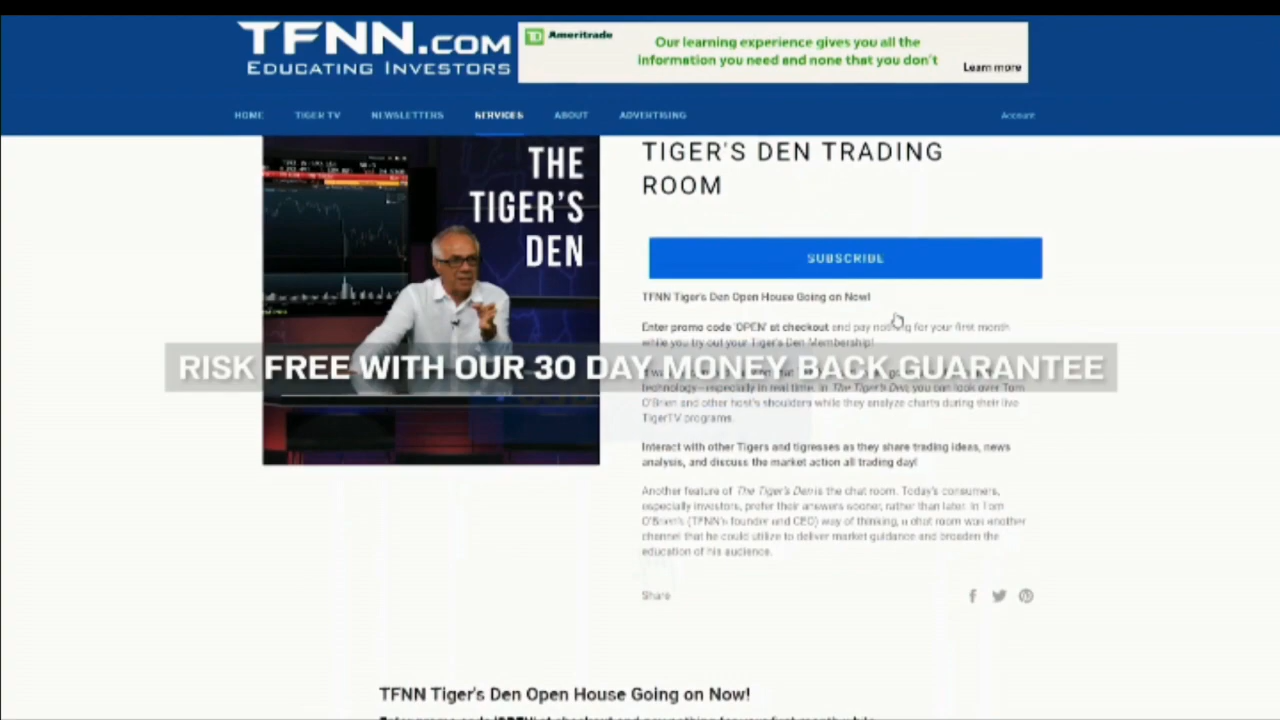 TFNN.COM
EDUCATING INVESTORS
Ameritrade
Our learning experience gives you all the
information you need and none that you don't
Learn more
HOME TIGER TV NEWSLETTERS SERVICES ABOUT ADVERTISING Account
THE
TIGER'S
DEN
TIGER'S DEN TRADING
ROOM
SUBSCRIBE
TFNN Tiger's Den Open House Going on Now!
Enter promo code 'OPEN' at checkout and pay nothing for your first month
while you try out your Tiger's Den Membership!
RISK FREE WITH OUR 30 DAY MONEY BACK GUARANTEE
technology—especially in real time. In The Tiger's Den, you can look over Tom
O'Brien and other host's shoulders while they analyze charts during their live
TigerTV programs.
Interact with other Tigers and tigresses as they share trading ideas, news
analysis, and discuss the market action all trading day!
Another feature of The Tiger's Den is the chat room. Today's consumers,
especially investors, prefer their answers sooner, rather than later. In Tom
O'Brien's (TFNN's founder and CEO) way of thinking, a chat room was another
channel that he could utilize to deliver market guidance and broaden the
education of his audience.
Share
TFNN Tiger's Den Open House Going on Now!